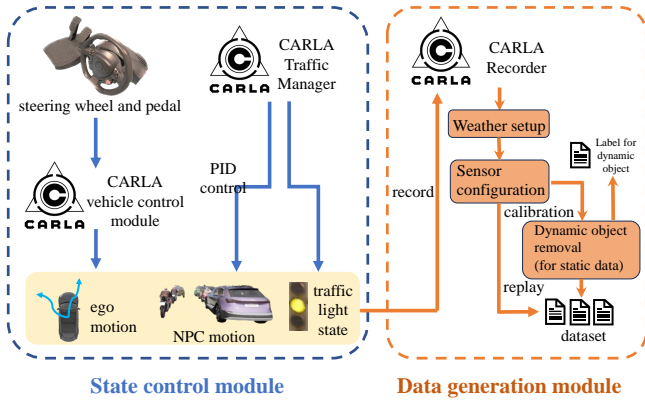 CARLA
CARLA
Traffic
Manager
steering wheel and pedal
PID
control
CARLA
CARLA
vehicle control
module
ego
motion
NPC motion
traffic
light
state
State control module
record
CARLA
CARLA
Recorder
Weather setup
Sensor
configuration
Label for
dynamic
object
calibration
Dynamic object
removal
(for static data)
replay
dataset
Data generation module